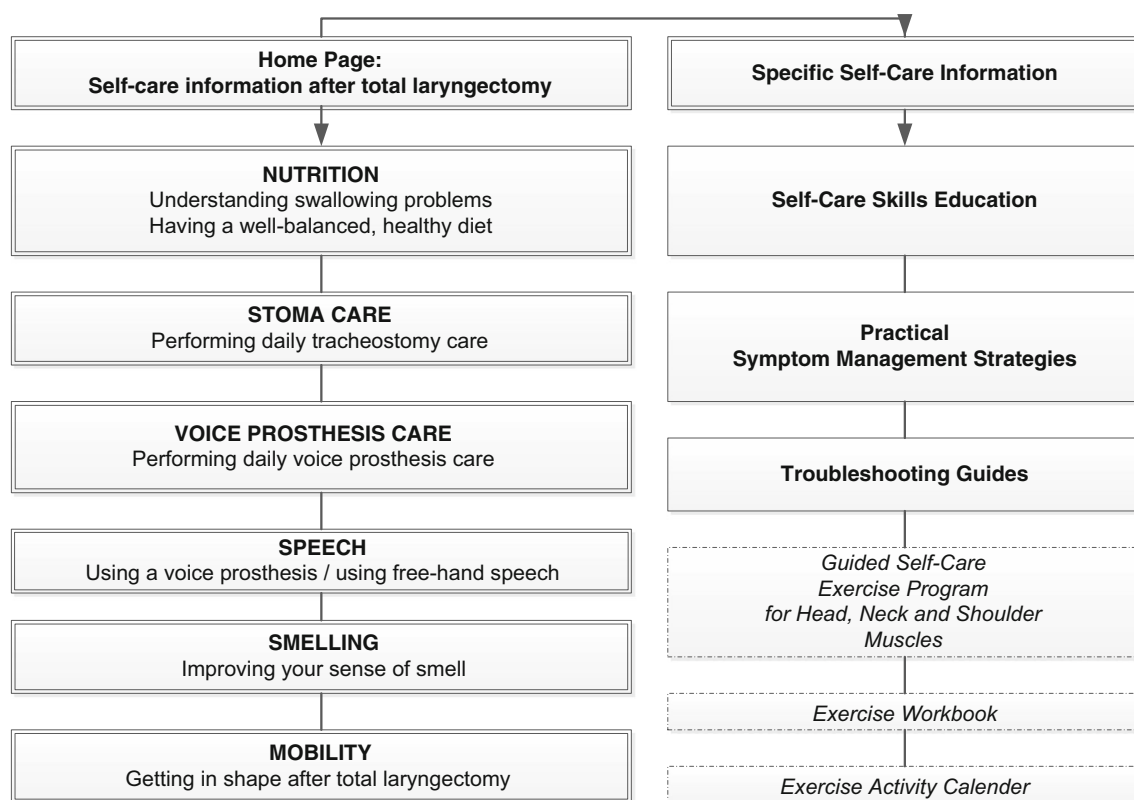 Home Page:
Self-care information after total laryngectomy
NUTRITION
Understanding swallowing problems
Having a well-balanced, healthy diet
STOMA CARE
Performing daily tracheostomy care
VOICE PROSTHESIS CARE
Performing daily voice prosthesis care
SPEECH
Using a voice prosthesis / using free-hand speech
SMELLING
Improving your sense of smell
MOBILITY
Getting in shape after total laryngectomy
Specific Self-Care Information
Self-Care Skills Education
Practical
Symptom Management Strategies
Troubleshooting Guides
Guided Self-Care
Exercise Program
for Head, Neck and Shoulder
Muscles
Exercise Workbook
Exercise Activity Calender